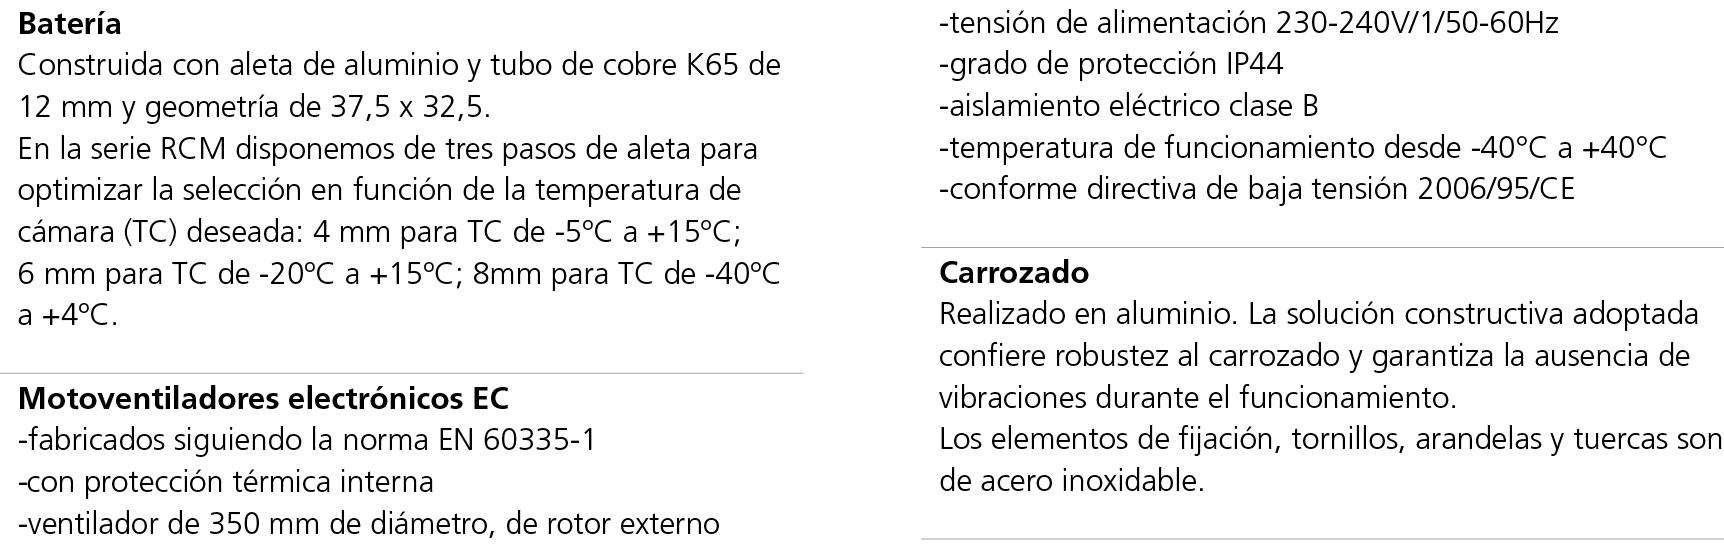 Batería
Construida con aleta de aluminio y tubo de cobre K65 de
12 mm y geometría de 37,5 x 32,5.
En la serie RCM disponemos de tres pasos de aleta para
optimizar la selección en función de la temperatura de
cámara (TC) deseada: 4 mm para TC de -5ºC a +15ºC;
6 mm para TC de -20ºC a +15ºC; 8mm para TC de -40ºC
a +4ºC.
Motoventiladores electrónicos EC
-fabricados siguiendo la norma EN 60335-1
-con protección térmica interna
-ventilador de 350 mm de diámetro, de rotor externo
-tensión de alimentación 230-240V/1/50-60Hz
-grado de protección IP44
-aislamiento eléctrico clase B
-temperatura de funcionamiento desde -40°C a +40°C
-conforme directiva de baja tensión 2006/95/CE
Carrozado
Realizado en aluminio. La solución constructiva adoptada
confiere robustez al carrozado y garantiza la ausencia de
vibraciones durante el funcionamiento.
Los elementos de fijación, tornillos, arandelas y tuercas son
de acero inoxidable.